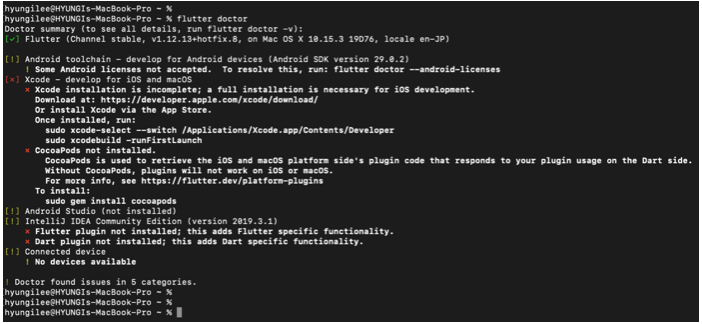 hyungilee@HYUNGIs-MacBook-Pro ~ %
hyungilee@HYUNGIs-MacBook-Pro ~ % flutter doctor
Doctor summary (to see all details, run flutter doctor -v):
[✓] Flutter (Channel stable, v1.12.13+hotfix.8, on Mac OS X 10.15.3 19D76, locale en-JP)
[!] Android toolchain - develop for Android devices (Android SDK version 29.0.2)
! Some Android licenses not accepted.  To resolve this, run: flutter doctor --android-licenses
[✗] Xcode - develop for iOS and macOS
✗ Xcode installation is incomplete; a full installation is necessary for iOS development.
Download at: https://developer.apple.com/xcode/download/
Or install Xcode via the App Store.
Once installed, run:
sudo xcode-select --switch /Applications/Xcode.app/Contents/Developer
sudo xcodebuild -runFirstLaunch
✗ CocoaPods not installed.
CocoaPods is used to retrieve the iOS and macOS platform side's plugin code that responds to your plugin usage on the Dart side.
Without CocoaPods, plugins will not work on iOS or macOS.
For more info, see https://flutter.dev/platform-plugins
To install:
sudo gem install cocoapods
[!] Android Studio (not installed)
[!] IntelliJ IDEA Community Edition (version 2019.3.1)
✗ Flutter plugin not installed; this adds Flutter specific functionality.
✗ Dart plugin not installed; this adds Dart specific functionality.
[!] Connected device
! No devices available
! Doctor found issues in 5 categories.
hyungilee@HYUNGIs-MacBook-Pro ~ %
hyungilee@HYUNGIs-MacBook-Pro ~ %
hyungilee@HYUNGIs-MacBook-Pro ~ %